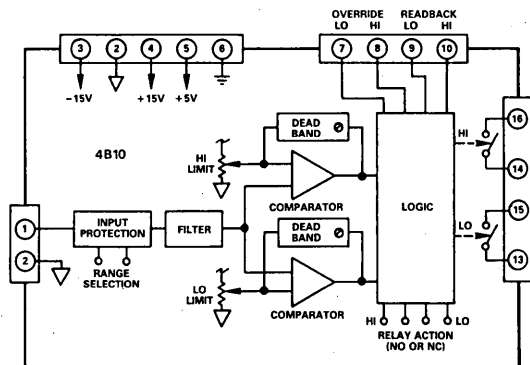 OVERRIDE READBACK
LO HI LO HI
3 2 4 5 6
7 8 9 10
-15V +15V +5V
4B10
DEAD
BAND
HI
LIMIT
COMPARATOR
HI
16
14
LOGIC
1
2
INPUT
PROTECTION
FILTER
RANGE
SELECTION
DEAD
BAND
LO
LIMIT
COMPARATOR
LO
15
13
HI LO
RELAY ACTION
(NO OR NC)